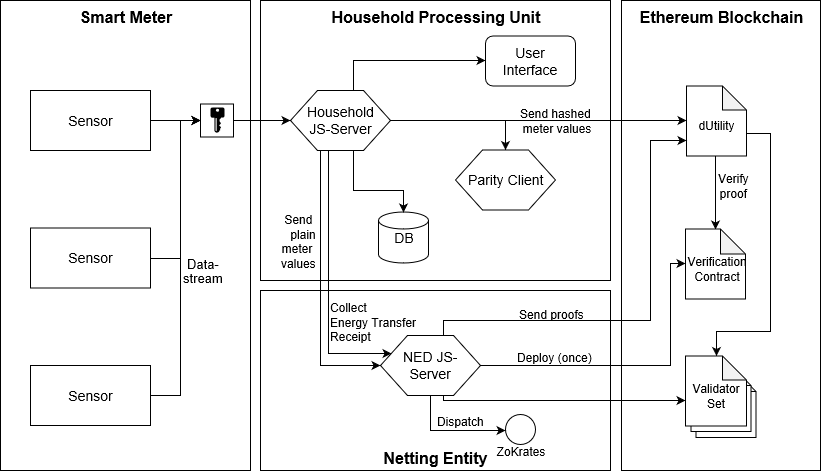 Smart Meter
Sensor
Sensor
Sensor
Data-
stream
Household Processing Unit
User
Interface
Household
JS-Server
Send hashed
meter values
Parity Client
DB
Send
plain
meter
values
Collect
Energy Transfer
Receipt
NED JS-
Server
Send proofs
Deploy (once)
Dispatch
ZoKrates
Netting Entity
Ethereum Blockchain
dUtility
Verify
proof
Verification
Contract
Validator
Set